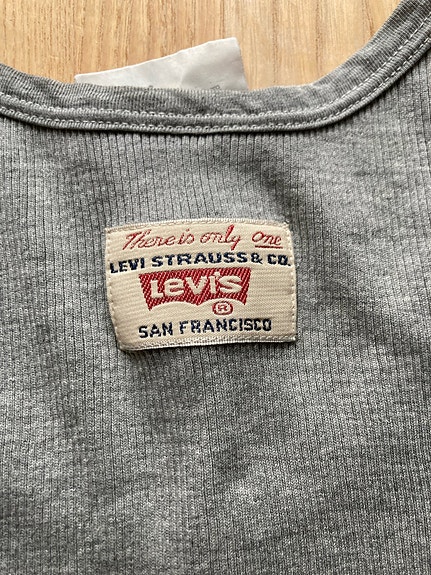 There is only one
LEVI STRAUSS & CO.
LEVI'S
®
SAN FRANCISCO